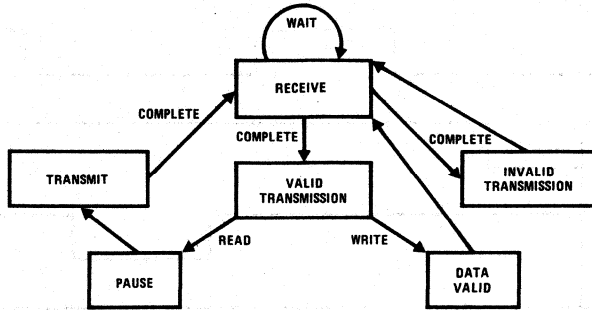 WAIT
RECEIVE
COMPLETE
COMPLETE
COMPLETE
TRANSMIT
VALID
TRANSMISSION
INVALID
TRANSMISSION
READ
WRITE
PAUSE
DATA
VALID